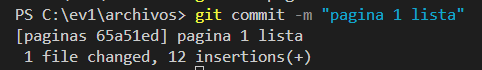 PS C:\ev1\archivos> git commit -m "pagina 1 lista"
[paginas 65a51ed] pagina 1 lista
 1 file changed, 12 insertions(+)